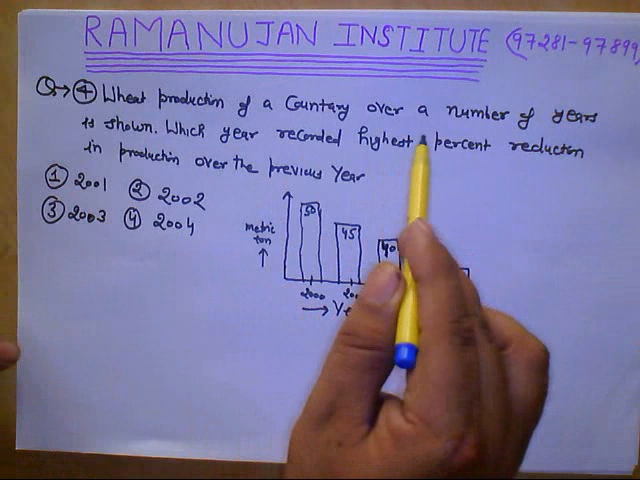 RAMANUJAN INSTITUTE (97281-97899)
Q→ 4 Wheat production of a Country over a number of years
is shown. Which year recorded highest percent reduction
in production over the previous Year
1 2001 2 2002
3 2003 4 2004
metric
ton
50
45
40
2000
→